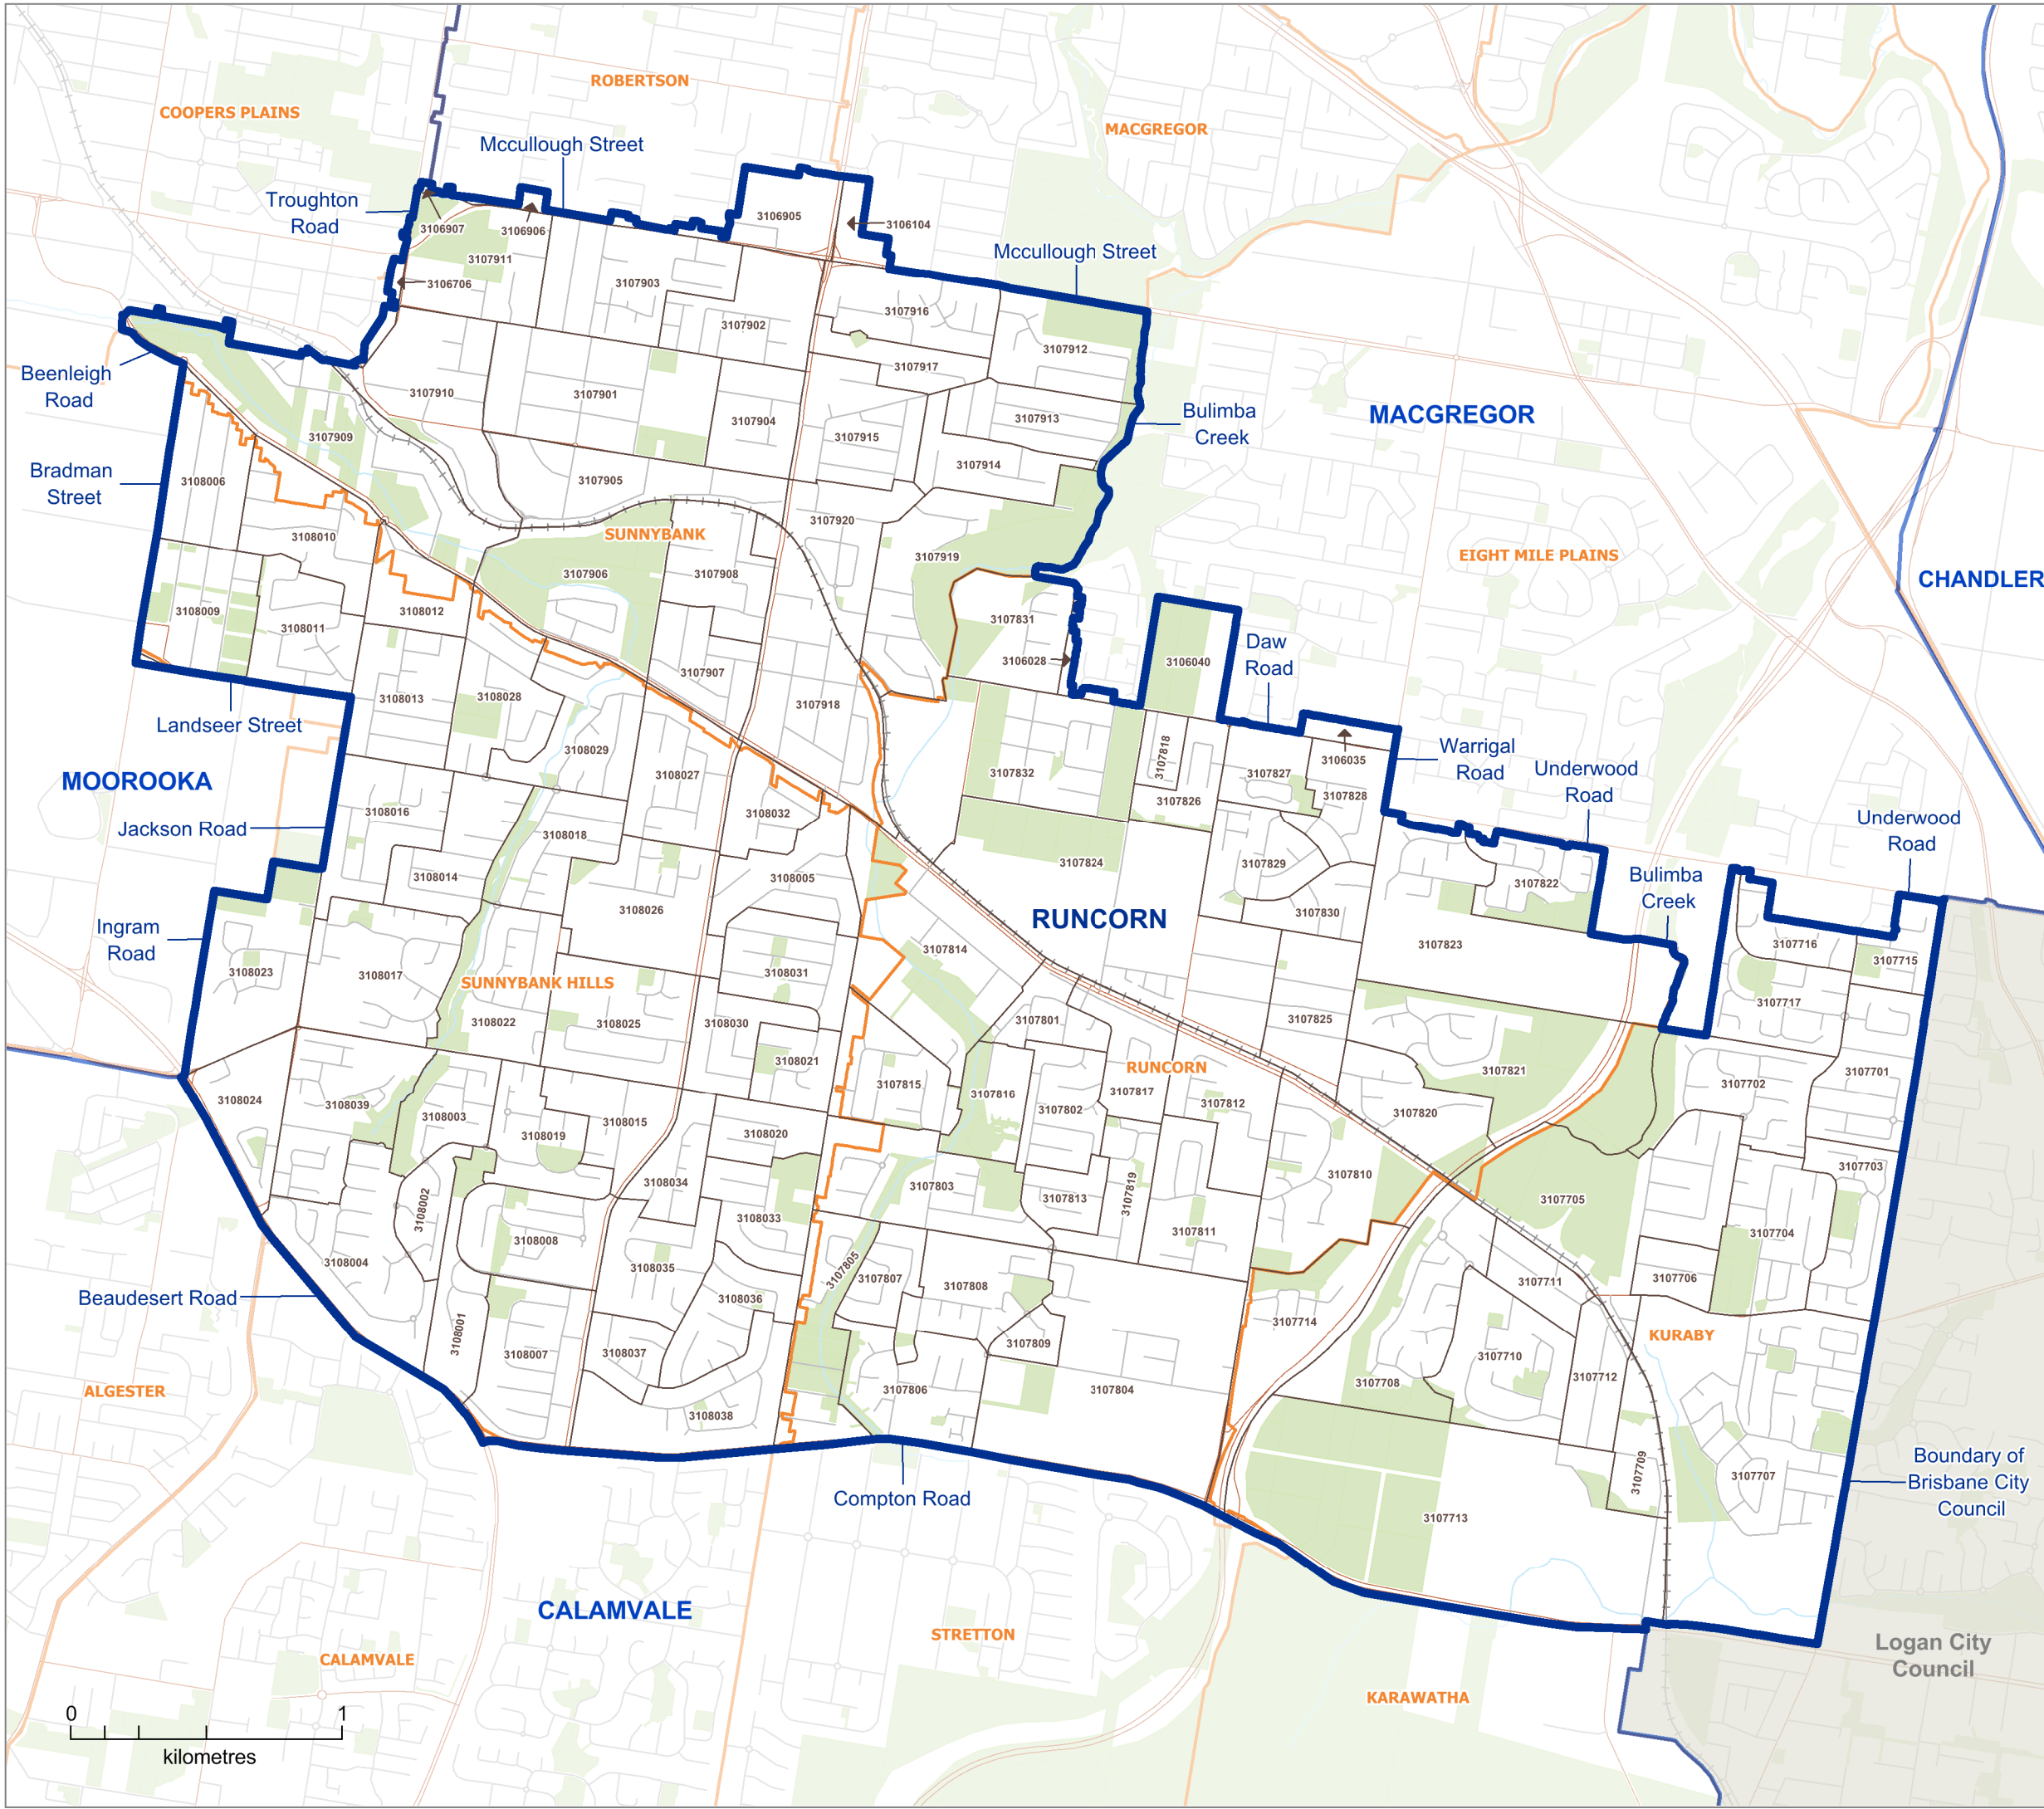 ROBERTSON
COOPERS PLAINS
MACGREGOR
Mccullough Street
Troughton
Road
3106905
3106907
3106906
3106104
Mccullough Street
3107911
3107903
3106706
3107916
3107902
3107912
Beenleigh
Road
3107917
3107910
3107901
MACGREGOR
Bulimba
Creek
3107904
3107913
3107909
3107915
Bradman
Street
3107914
3108006
3107905
3107920
SUNNYBANK
3108010
3107919
EIGHT MILE PLAINS
3107906
3107908
CHANDLER
3108009
3108012
3108011
3107831
Daw
Road
3106028
3106040
3107907
3108013
3108028
3107918
Landseer Street
3108029
3107818
Warrigal
Road
3106035
Underwood
Road
3108027
3107832
3107827
MOOROOKA
3107826
3107828
3108016
3108032
Underwood
Road
Jackson Road
3108018
3107824
3107829
3108014
3108005
3107822
Bulimba
Creek
3108026
RUNCORN
3107830
Ingram
Road
3107814
3107823
3107716
3108023
3108017
3108031
3107715
SUNNYBANK HILLS
3107717
3108022
3108025
3108030
3107801
3107825
3108021
RUNCORN
3107821
3107701
3107815
3107816
3107817
3107702
3108024
3108039
3108003
3108015
3107802
3107812
3107820
3108019
3108020
3107703
3108034
3107803
3107813
3107819
3107810
3107705
3108002
3108033
3107811
3107704
3108008
3108004
3108035
3107805
3107807
3107808
3107711
3107706
Beaudesert Road
3108036
3107714
3108001
3107809
KURABY
3108007
3108037
3107710
3107712
ALGESTER
3107806
3107804
3107708
3108038
3107709
3107707
Boundary of
Brisbane City
Council
Compton Road
3107713
CALAMVALE
STRETTON
Logan City
Council
CALAMVALE
KARAWATHA
0 1
kilometres